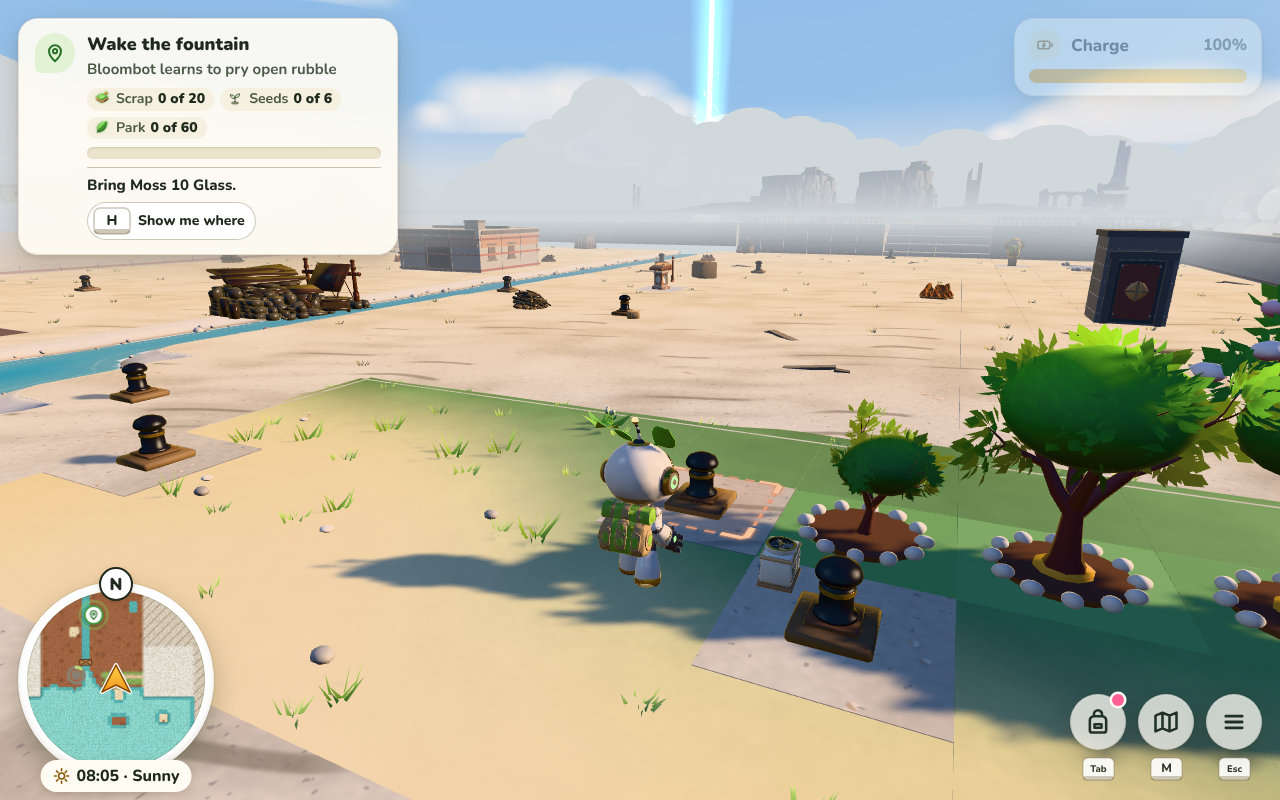 Wake the fountain
Bloombot learns to pry open rubble
Scrap 0 of 20 Seeds 0 of 6
Park 0 of 60
Bring Moss 10 Glass.
H Show me where
Charge 100%
N
08:05 · Sunny
Tab M Esc